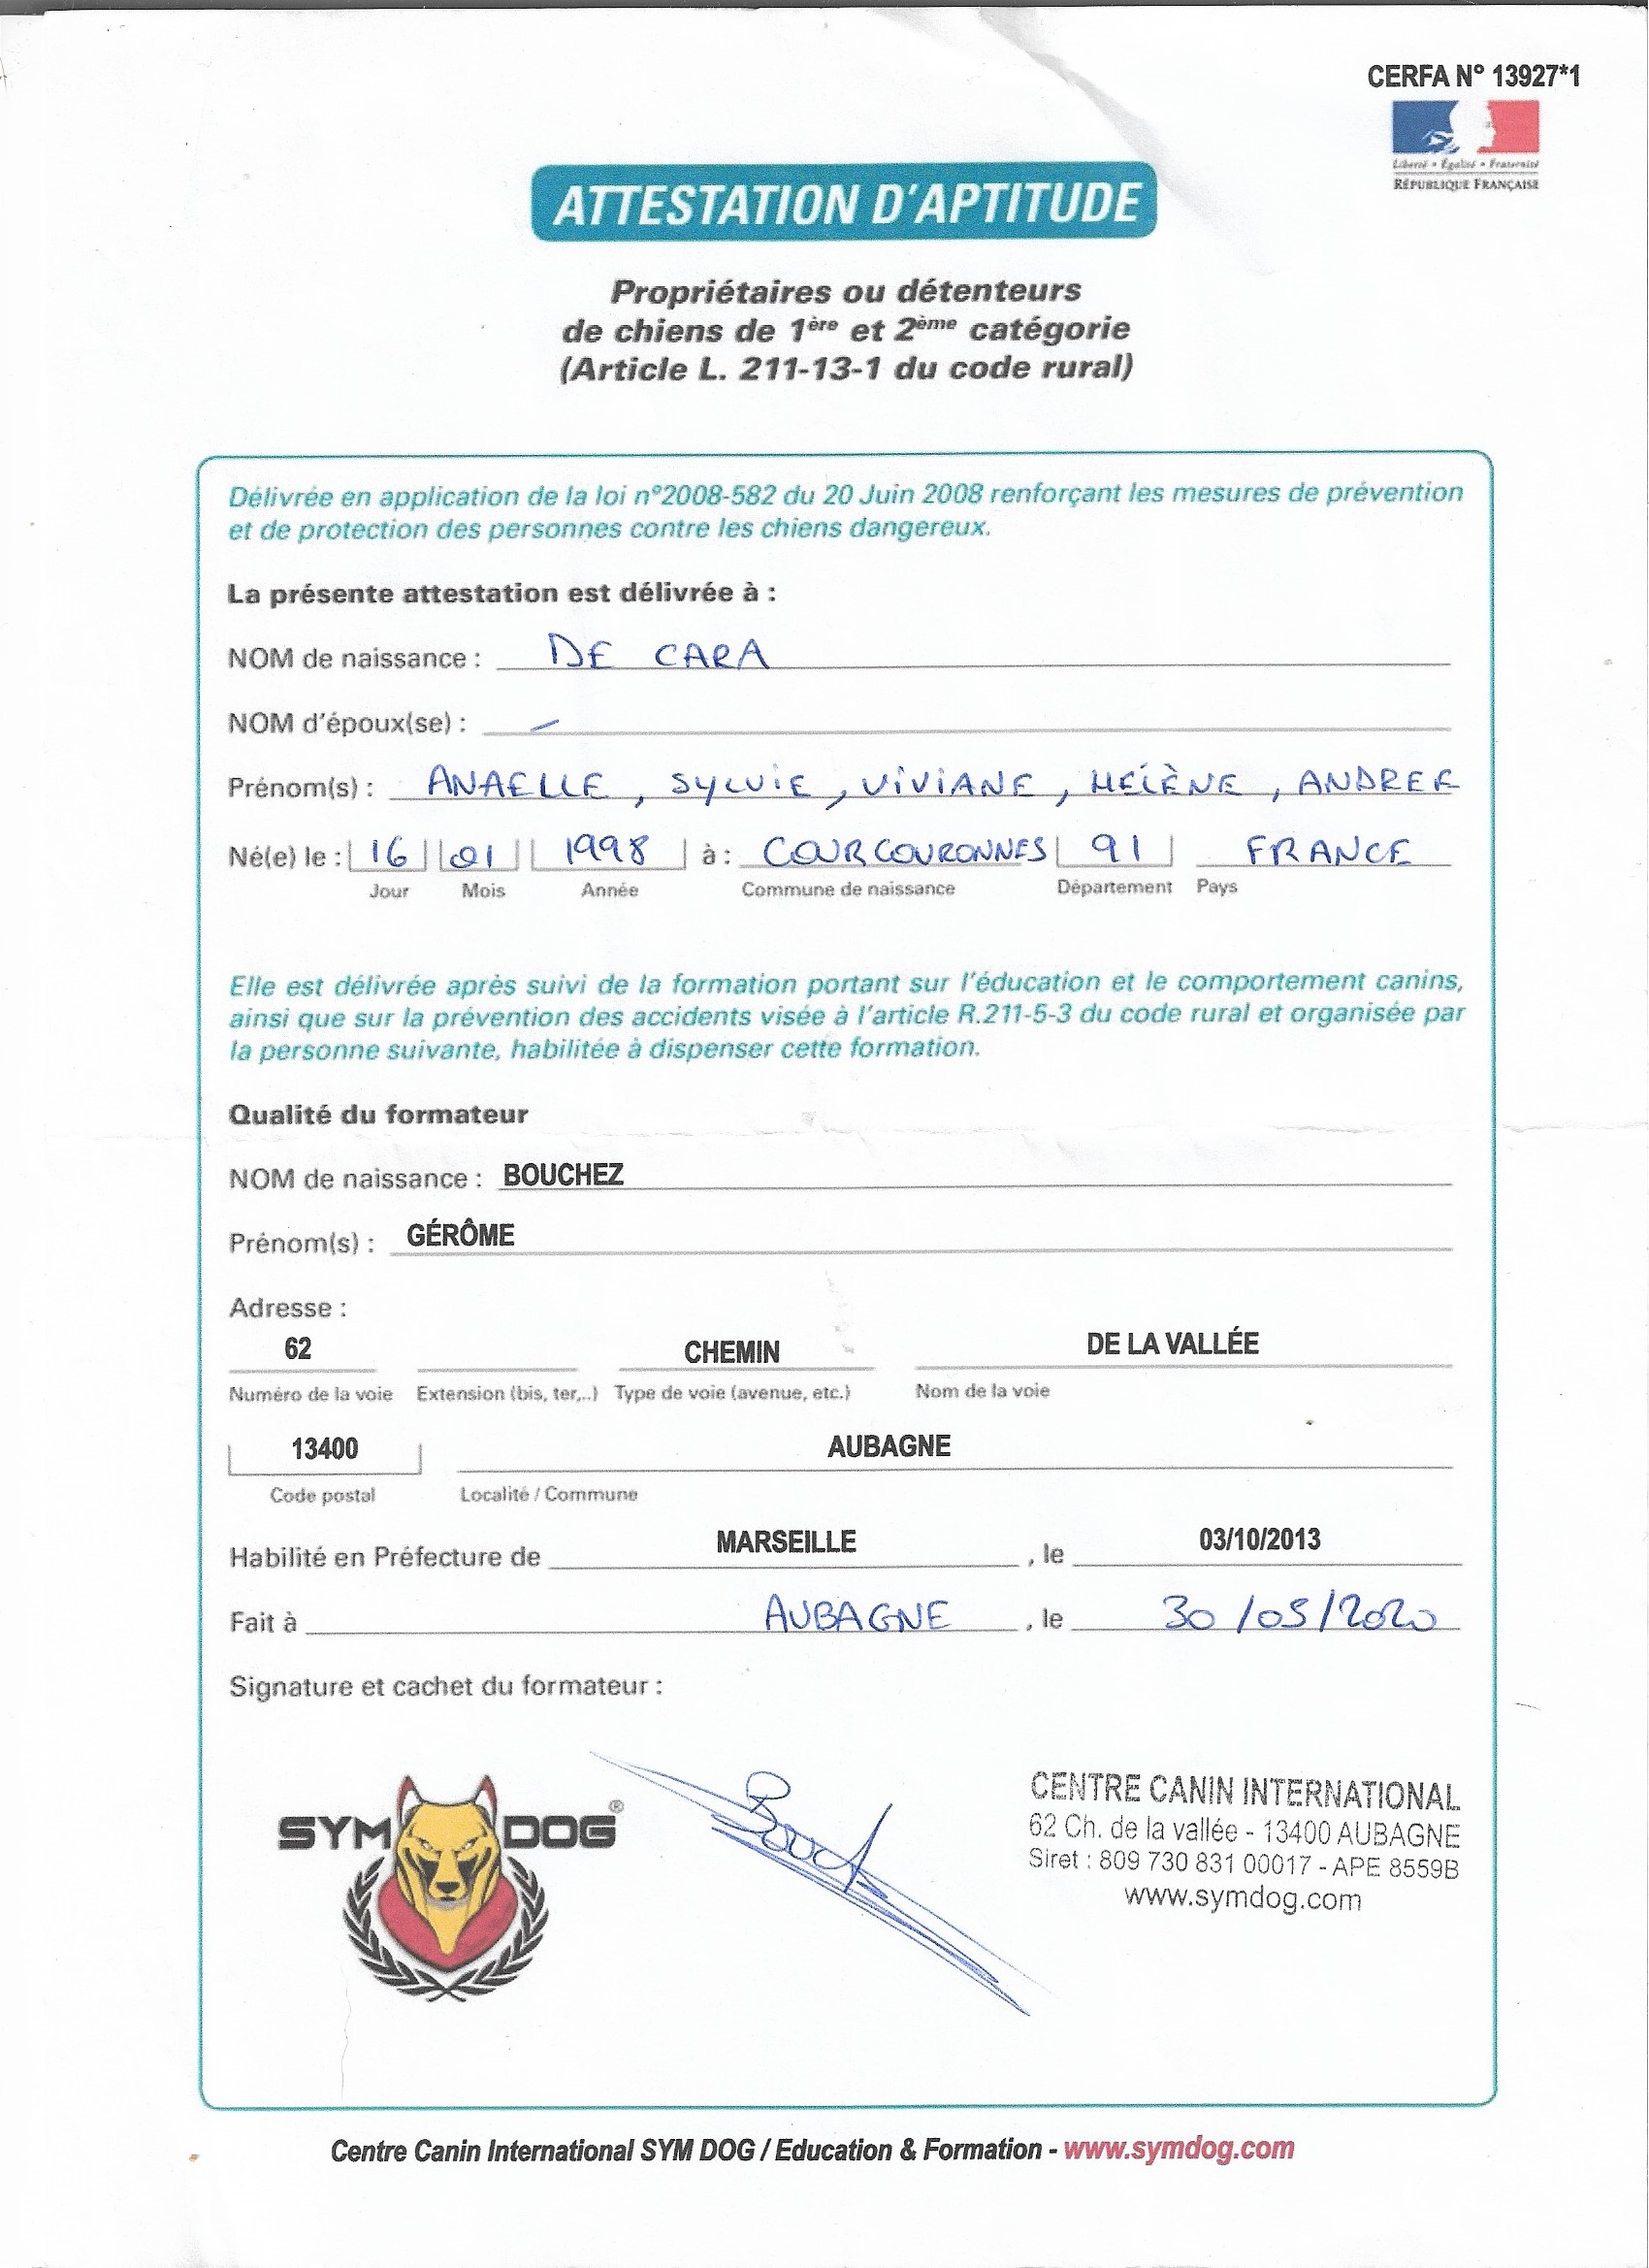 CERFA N° 13927*1
Liberté • Égalité • Fraternité
RÉPUBLIQUE FRANÇAISE
ATTESTATION D'APTITUDE
Propriétaires ou détenteurs
de chiens de 1ère et 2ème catégorie
(Article L. 211-13-1 du code rural)
Délivrée en application de la loi n°2008-582 du 20 Juin 2008 renforçant les mesures de prévention
et de protection des personnes contre les chiens dangereux.
La présente attestation est délivrée à :
NOM de naissance : DE CARA
NOM d'époux(se) : –
Prénom(s) : ANAELLE, SYLVIE, VIVIANE, HÉLÈNE, ANDREE
Né(e) le : 16 01 1998 à : COURCOURONNES 91 FRANCE
Jour Mois Année Commune de naissance Département Pays
Elle est délivrée après suivi de la formation portant sur l'éducation et le comportement canins,
ainsi que sur la prévention des accidents visée à l'article R.211-5-3 du code rural et organisée par
la personne suivante, habilitée à dispenser cette formation.
Qualité du formateur
NOM de naissance : BOUCHEZ
Prénom(s) : GÉRÔME
Adresse :
62 CHEMIN DE LA VALLÉE
Numéro de la voie Extension (bis, ter,..) Type de voie (avenue, etc.) Nom de la voie
13400 AUBAGNE
Code postal Localité / Commune
Habilité en Préfecture de MARSEILLE , le 03/10/2013
Fait à AUBAGNE , le 30/05/2020
Signature et cachet du formateur :
SYM DOG®
CENTRE CANIN INTERNATIONAL
62 Ch. de la vallée - 13400 AUBAGNE
Siret : 809 730 831 00017 - APE 8559B
www.symdog.com
Centre Canin International SYM DOG / Education & Formation - www.symdog.com